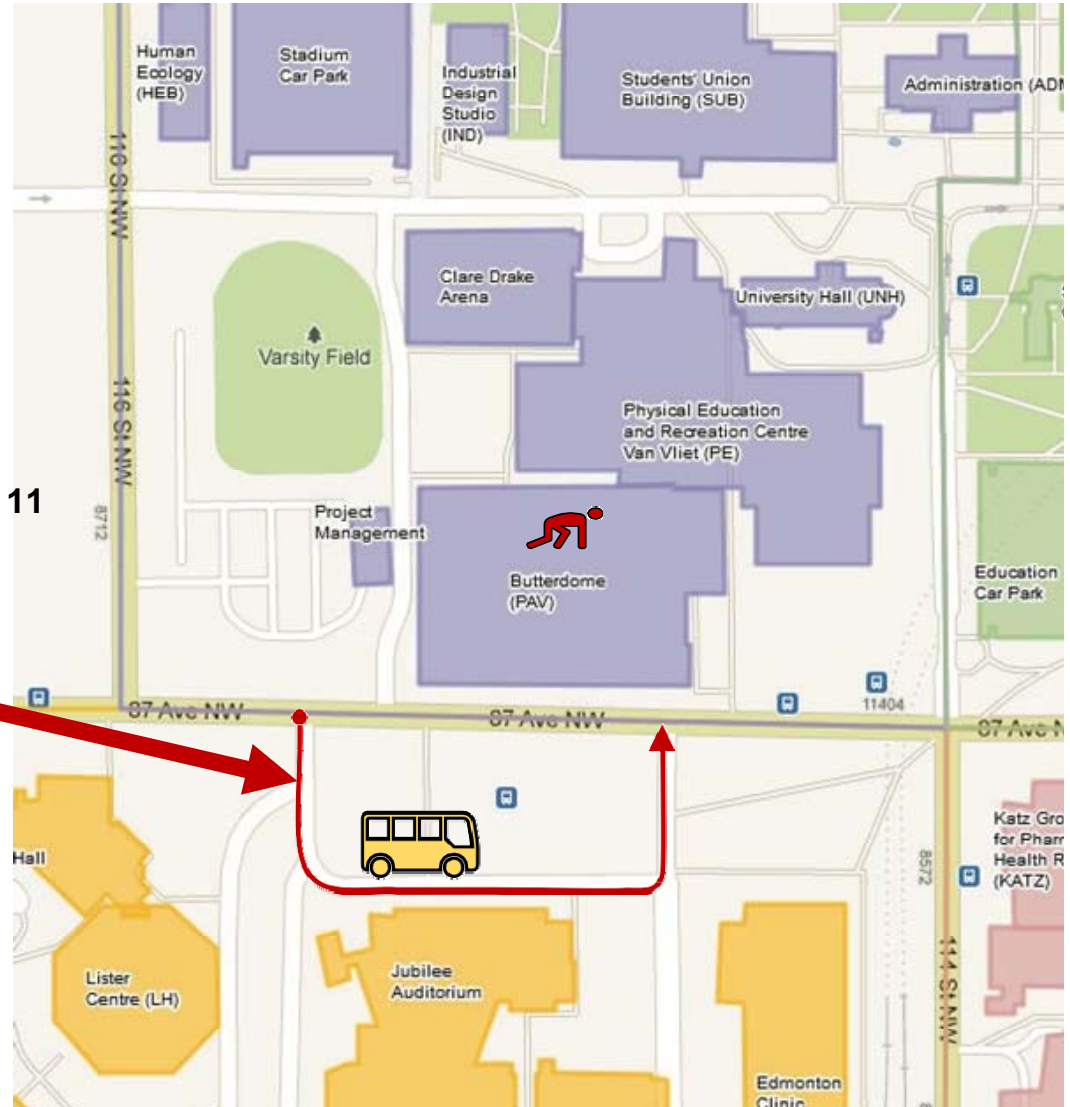 Human
Ecology
(HEB)
Stadium
Car Park
Industrial
Design
Studio
(IND)
Students' Union
Building (SUB)
Administration (ADM
116 St NW
Clare Drake
Arena
University Hall (UNH)
Varsity Field
116 St NW
Physical Education
and Recreation Centre
Van Vliet (PE)
11
8712
Project
Management
Butterdome
(PAV)
Education
Car Park
11404
87 Ave NW
87 Ave NW
87 Ave N
Hall
Katz Gro
for Pharm
Health R
(KATZ)
8572
Lister
Centre (LH)
Jubilee
Auditorium
114 St NW
Edmonton
Clinic